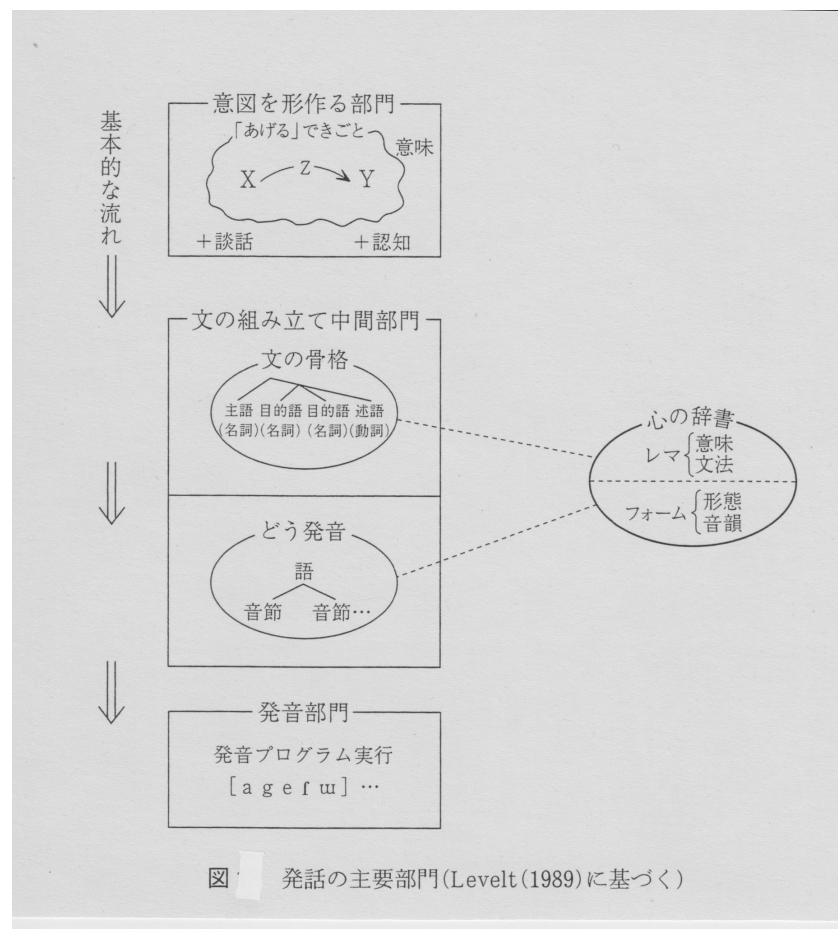 基本的な流れ
意図を形作る部門
「あげる」できごと
意味
X Z Y
＋談話 ＋認知
文の組み立て中間部門
文の骨格
主語 目的語 目的語 述語
(名詞)(名詞)(名詞)(動詞)
どう発音
語
音節 音節…
心の辞書
レマ 意味
文法
フォーム 形態
音韻
発音部門
発音プログラム実行
[a g e ɾ ɯ] …
図 発話の主要部門(Levelt(1989)に基づく)